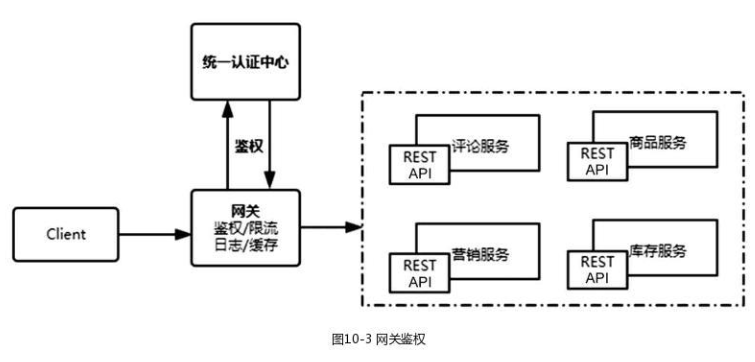 统一认证中心
鉴权
Client
网关
鉴权/限流
日志/缓存
评论服务
REST
API
商品服务
REST
API
营销服务
REST
API
库存服务
REST
API
图10-3 网关鉴权